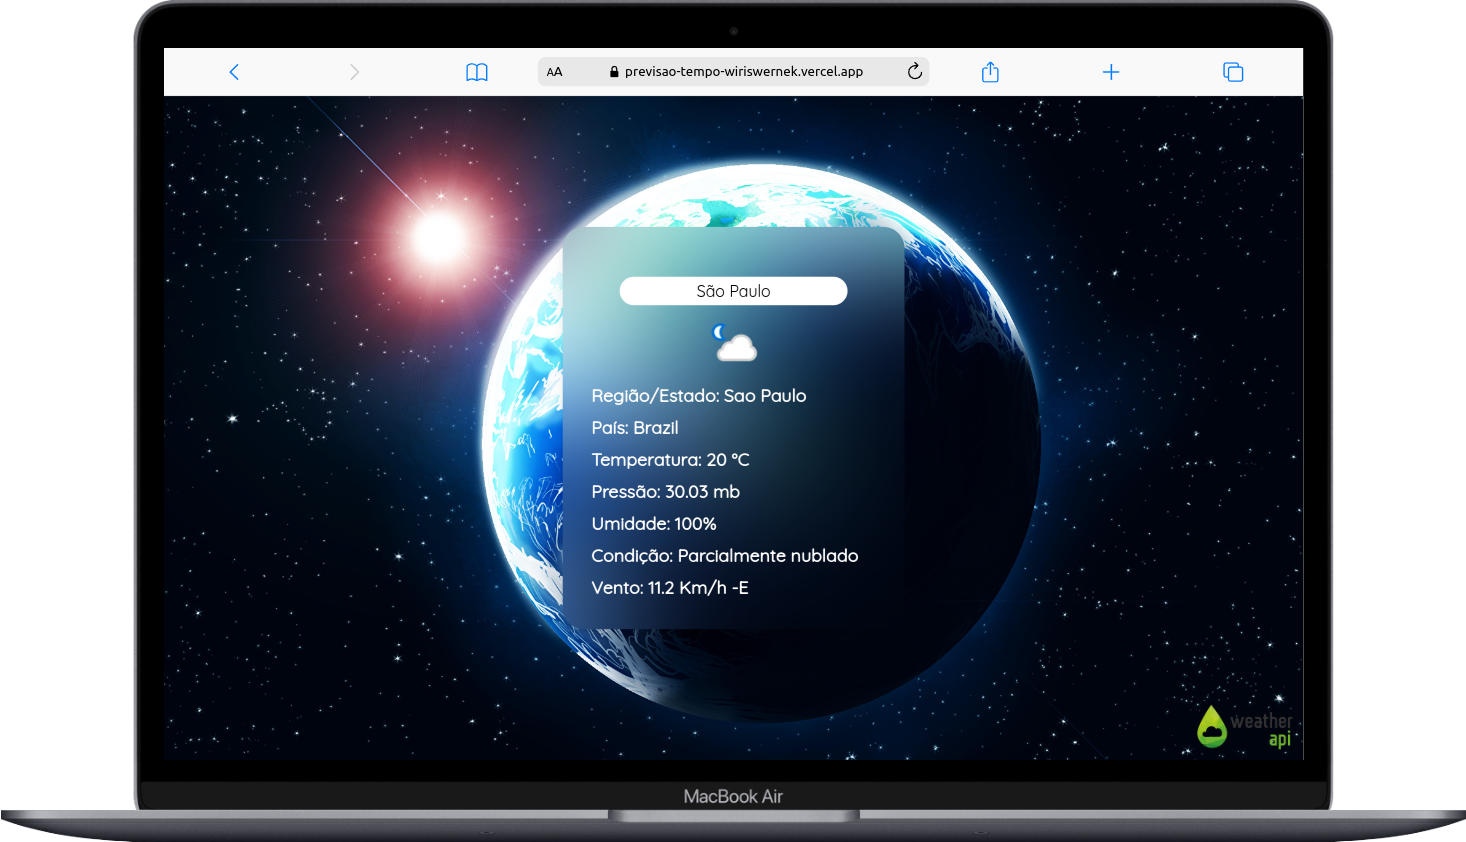 AA previsao-tempo-wiriswernek.vercel.app
São Paulo
Região/Estado: Sao Paulo
País: Brazil
Temperatura: 20 °C
Pressão: 30.03 mb
Umidade: 100%
Condição: Parcialmente nublado
Vento: 11.2 Km/h -E
weather
api
MacBook Air